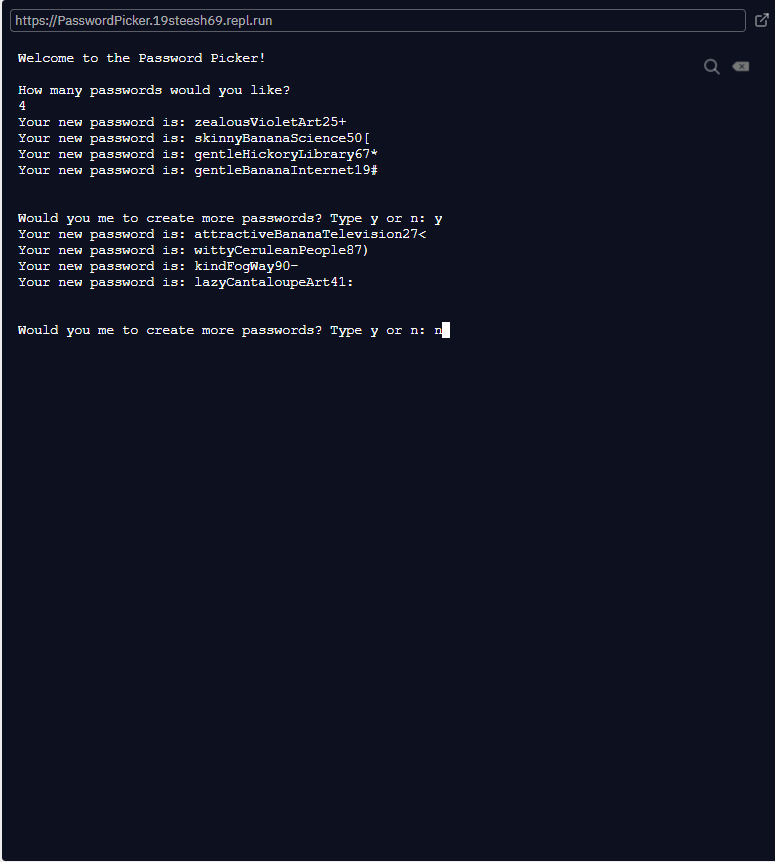 https://PasswordPicker.19steesh69.repl.run
Welcome to the Password Picker!
How many passwords would you like?
4
Your new password is: zealousVioletArt25+
Your new password is: skinnyBananaScience50[
Your new password is: gentleHickoryLibrary67*
Your new password is: gentleBananaInternet19#
Would you me to create more passwords? Type y or n: y
Your new password is: attractiveBananaTelevision27<
Your new password is: wittyCeruleanPeople87)
Your new password is: kindFogWay90-
Your new password is: lazyCantaloupeArt41:
Would you me to create more passwords? Type y or n: n